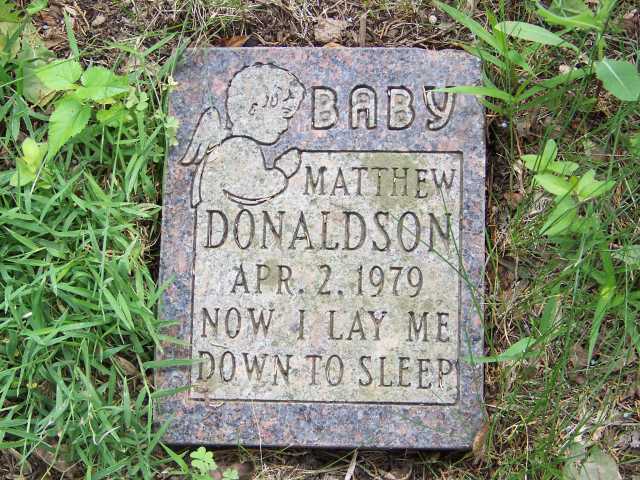 BABY
MATTHEW
DONALDSON
APR. 2. 1979
NOW I LAY ME
DOWN TO SLEEP